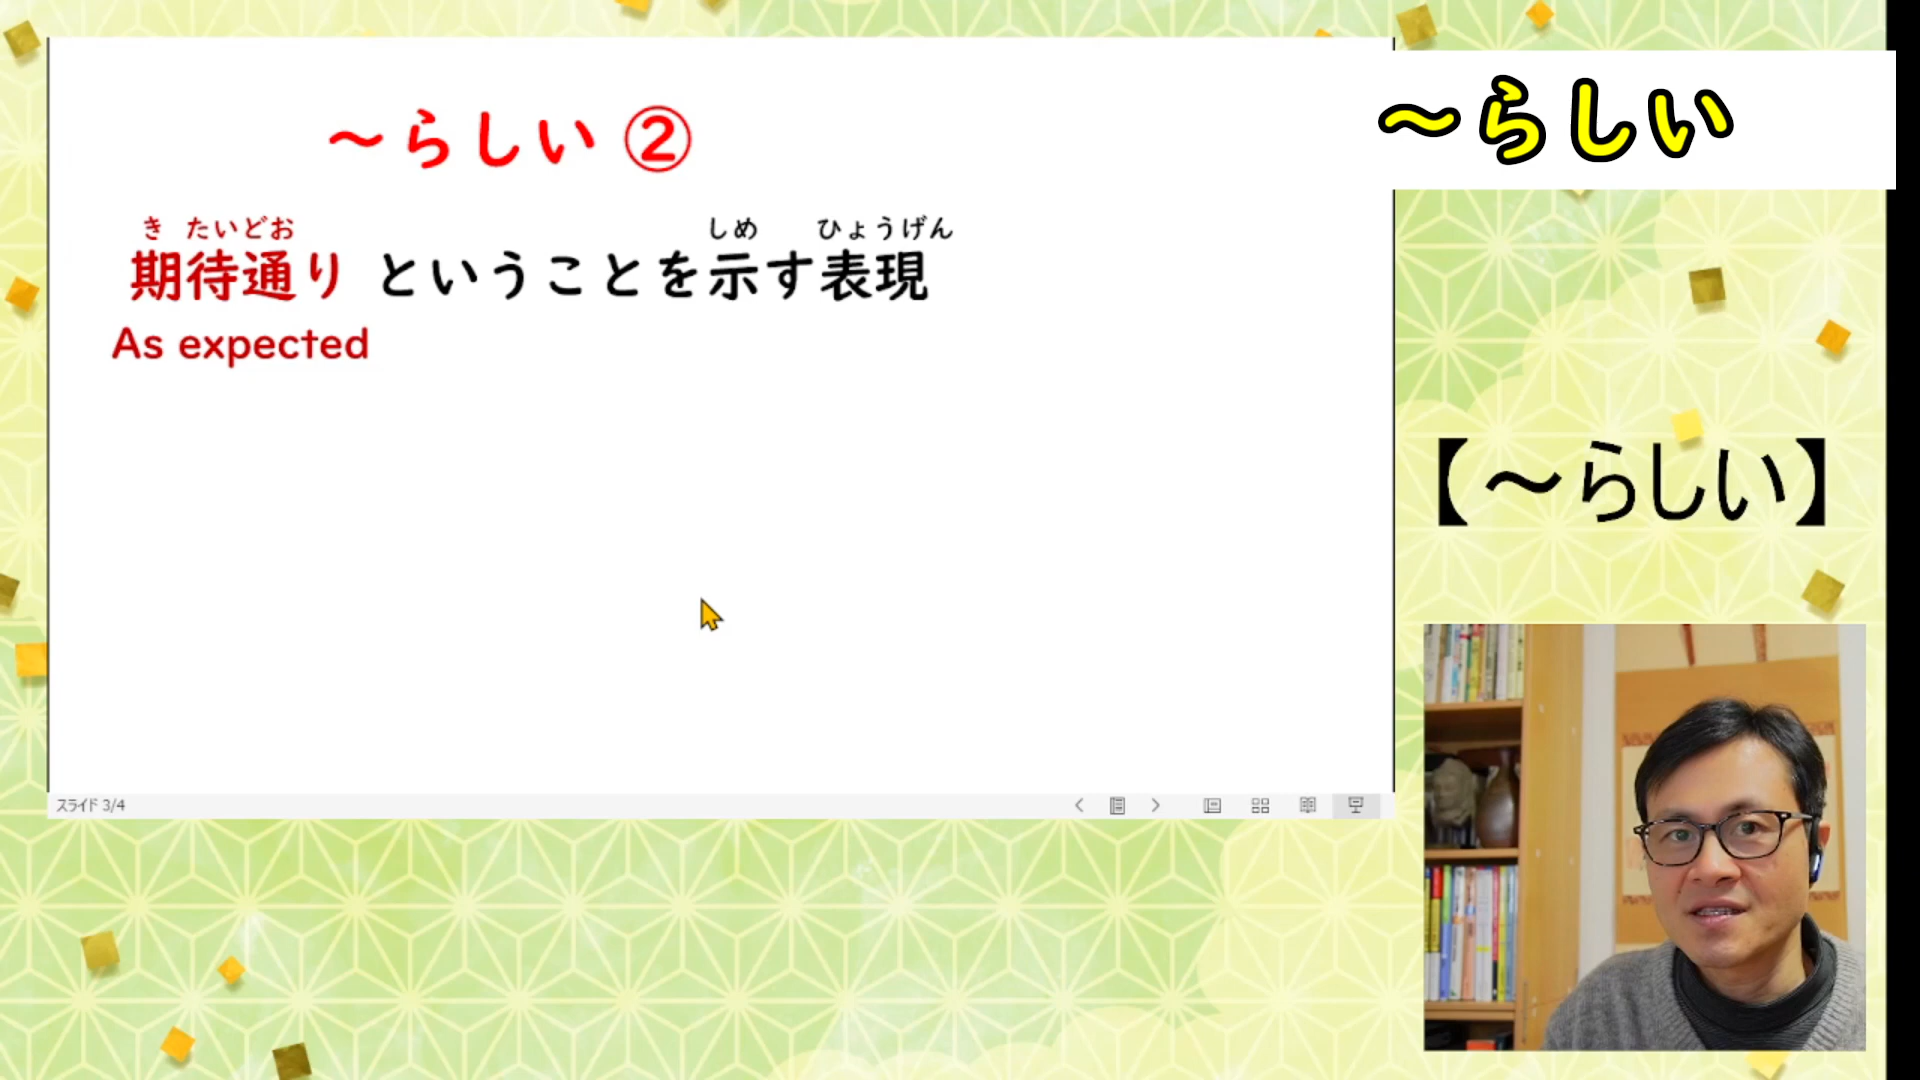 ～らしい ②
き たいどお しめ ひょうげん
期待通り ということを示す表現
As expected
スライド 3/4
～らしい
【～らしい】